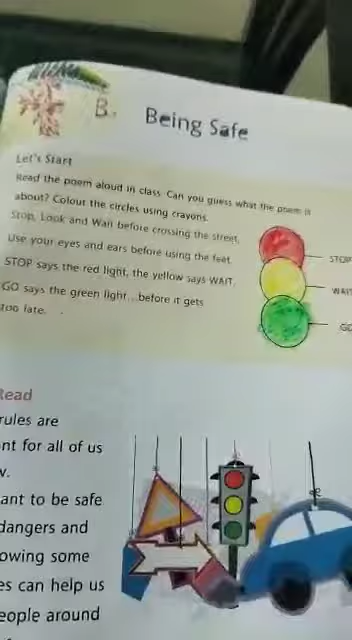 B. Being Safe
Let's Start
Read the poem aloud in class. Can you guess what the poem is
about? Colour the circles using crayons.
Stop, Look and Wait before crossing the street,
Use your eyes and ears before using the feet.
STOP says the red light, the yellow says WAIT,
GO says the green light...before it gets
too late.
STOP
WAIT
GO
Read
rules are
nt for all of us
w.
ant to be safe
dangers and
owing some
es can help us
eople around